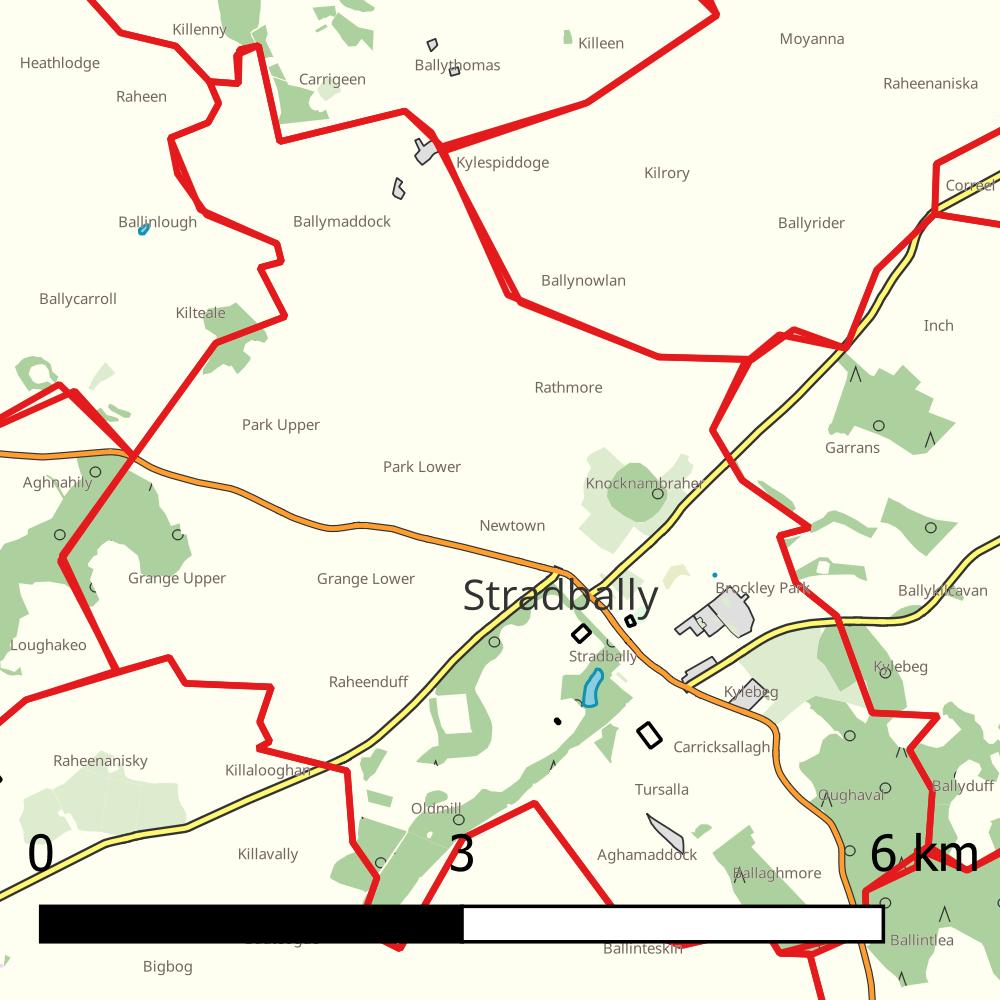 Killenny
Killeen
Moyanna
Heathlodge
Ballythomas
Carrigeen
Raheenaniska
Raheen
Kylespiddoge
Kilrory
Correel
Ballinlough
Ballymaddock
Ballyrider
Ballynowlan
Ballycarroll
Kilteale
Inch
Rathmore
Park Upper
Garrans
Park Lower
Aghnahily
Knocknambraher
Newtown
Grange Upper
Grange Lower
Stradbally
Brockley Park
Ballykilcavan
Loughakeo
Stradbally
Kylebeg
Raheenduff
Kylebeg
Carricksallagh
Raheenanisky
Killalooghan
Tursalla
Ballyduff
Oughaval
Oldmill
0 3 6 km
Killavally
Aghamaddock
Ballaghmore
Ballintlea
Ballinteskin
Bigbog